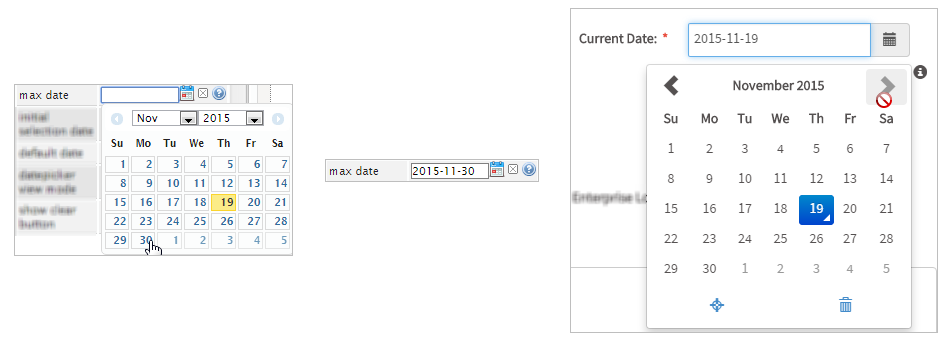 max date
Nov 2015
Su Mo Tu We Th Fr Sa
1 2 3 4 5 6 7
8 9 10 11 12 13 14
15 16 17 18 19 20 21
22 23 24 25 26 27 28
29 30 1 2 3 4 5
initial
selection date
default date
datepicker
view mode
show clear
button
max date 2015-11-30
Current Date: * 2015-11-19
November 2015
Su Mo Tu We Th Fr Sa
1 2 3 4 5 6 7
8 9 10 11 12 13 14
15 16 17 18 19 20 21
22 23 24 25 26 27 28
29 30 1 2 3 4 5
Enterprise